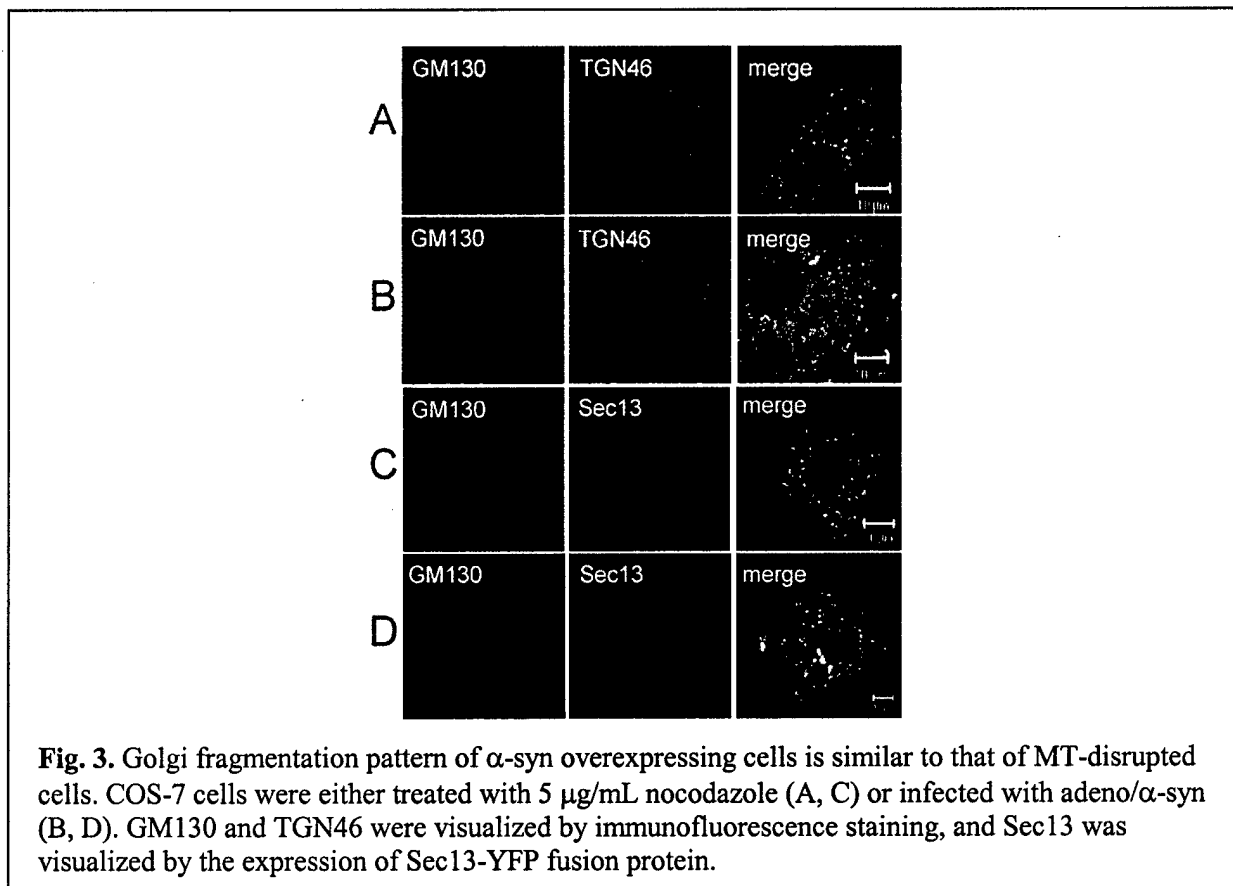 GM130 TGN46 merge
A
GM130 TGN46 merge
B
GM130 Sec13 merge
C
GM130 Sec13 merge
D
Fig. 3. Golgi fragmentation pattern of α-syn overexpressing cells is similar to that of MT-disrupted
cells. COS-7 cells were either treated with 5 μg/mL nocodazole (A, C) or infected with adeno/α-syn
(B, D). GM130 and TGN46 were visualized by immunofluorescence staining, and Sec13 was
visualized by the expression of Sec13-YFP fusion protein.